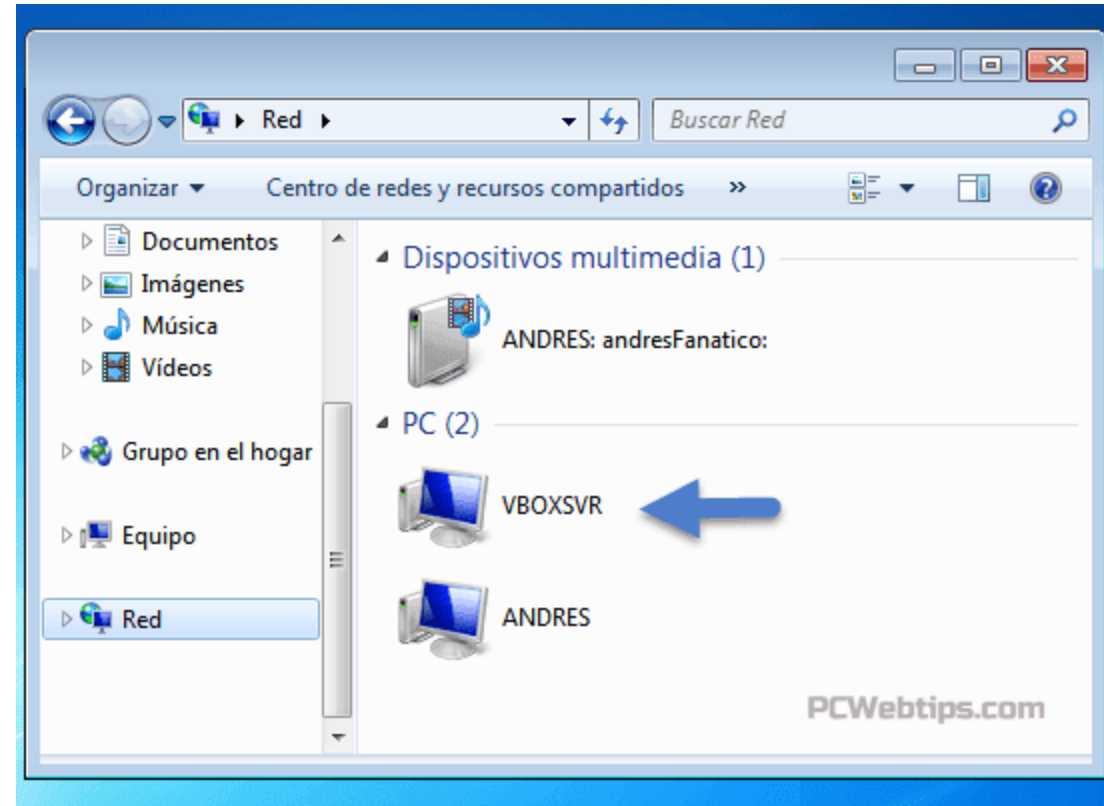 Red
Buscar Red
Organizar
Centro de redes y recursos compartidos
»
Documentos
Imágenes
Música
Vídeos
Grupo en el hogar
Equipo
Red
Dispositivos multimedia (1)
ANDRES: andresFanatico:
PC (2)
VBOXSVR
ANDRES
PCWebtips.com